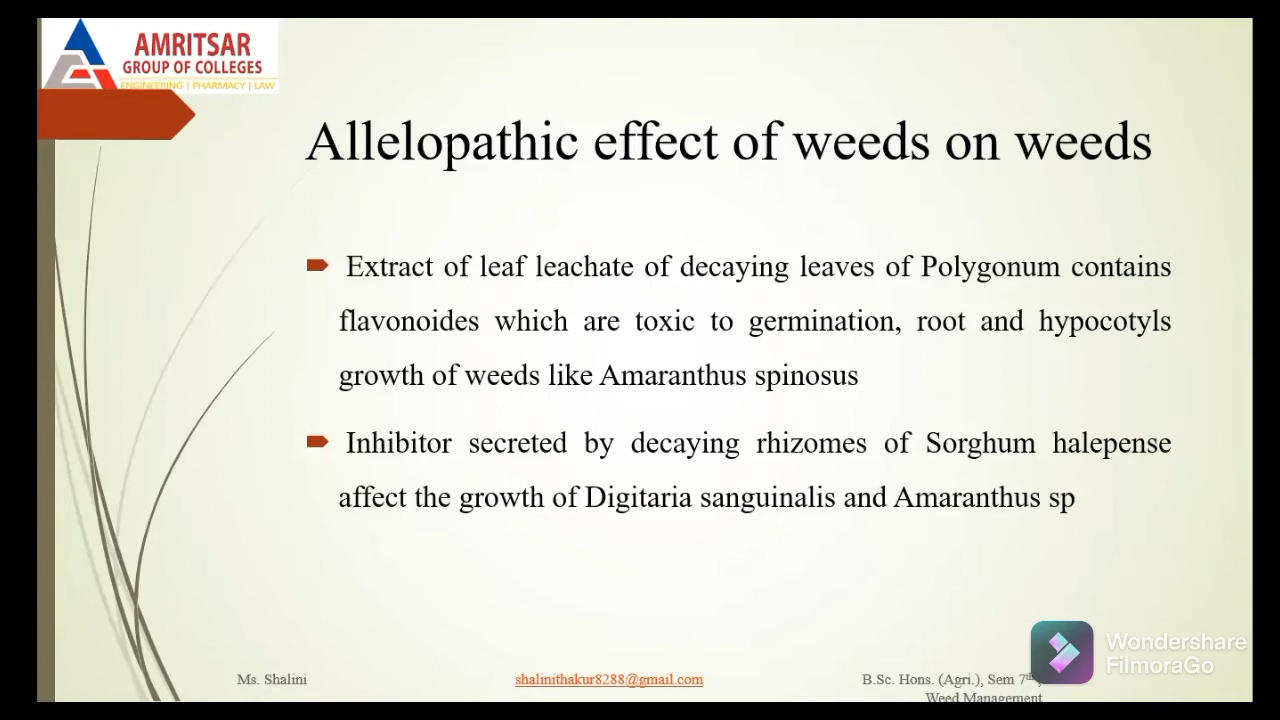 AMRITSAR
GROUP OF COLLEGES
ENGINEERING | PHARMACY | LAW
Allelopathic effect of weeds on weeds
Extract of leaf leachate of decaying leaves of Polygonum contains
flavonoides which are toxic to germination, root and hypocotyls
growth of weeds like Amaranthus spinosus
Inhibitor secreted by decaying rhizomes of Sorghum halepense
affect the growth of Digitaria sanguinalis and Amaranthus sp
Wondershare
FilmoraGo
Ms. Shalini
shalinithakur8288@gmail.com
B.Sc. Hons. (Agri.), Sem 7th
Weed Management